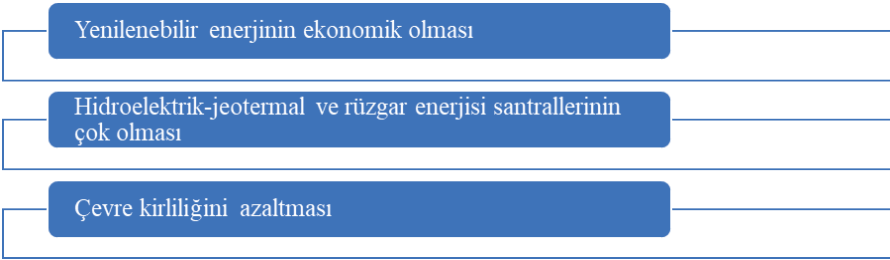 Yenilenebilir enerjinin ekonomik olması
Hidroelektrik-jeotermal ve rüzgar enerjisi santrallerinin
çok olması
Çevre kirliliğini azaltması